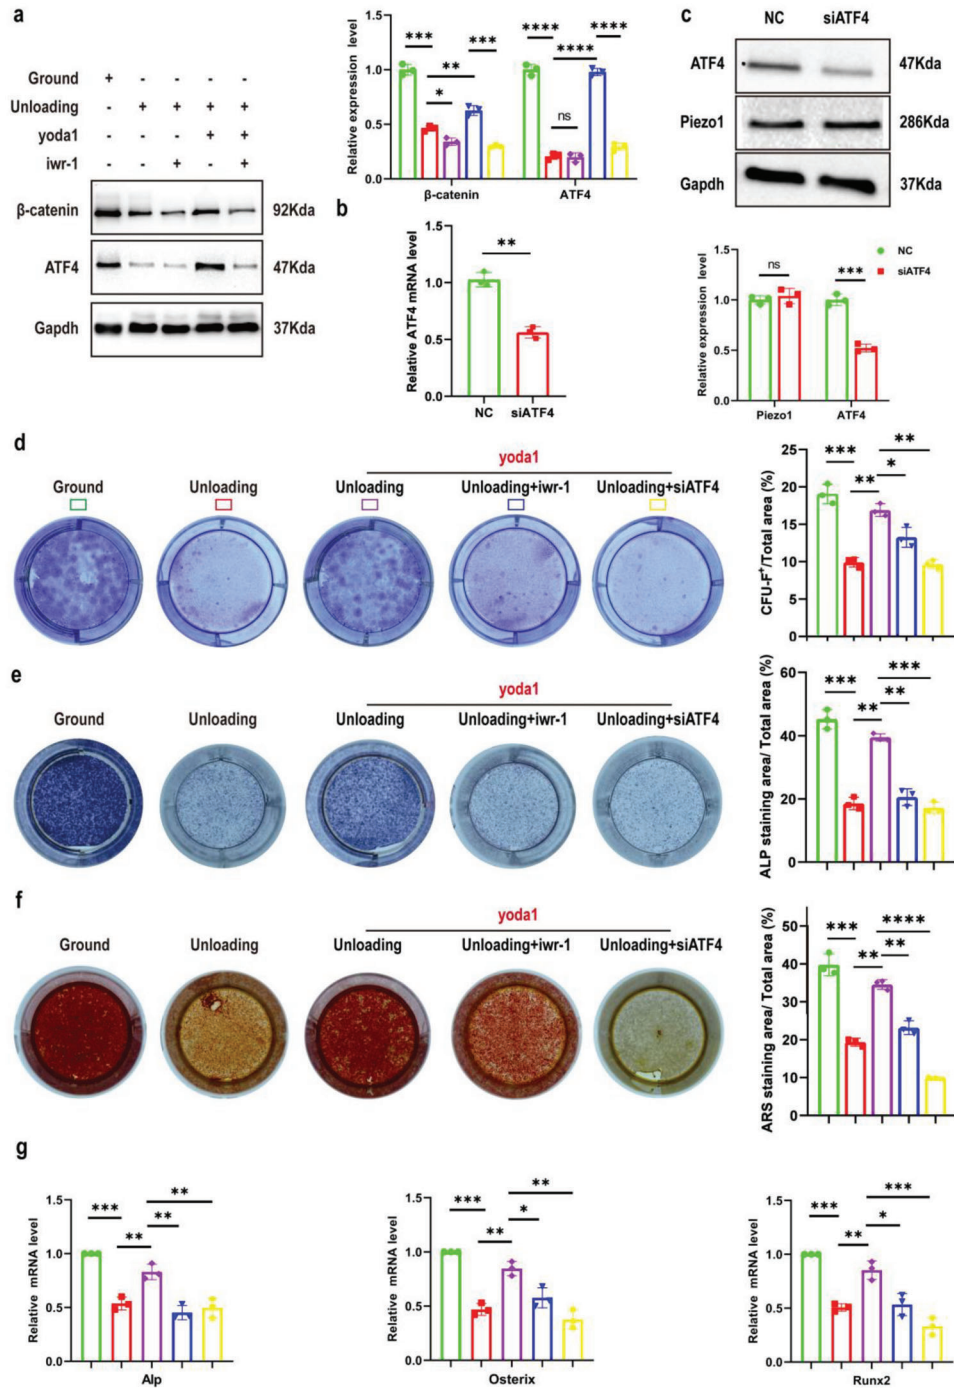 a
Ground + - - - -
Unloading - + + + +
yoda1 - - - + +
iwr-1 - - + - +
β-catenin 92Kda
ATF4 47Kda
Gapdh 37Kda
Relative expression level
1.5
1.0
0.5
0.0
*** ** *** * **** **** **** ns
β-catenin ATF4
b
Relative ATF4 mRNA level
1.5
1.0
0.5
0.0
**
NC siATF4
c
NC siATF4
ATF4 47Kda
Piezo1 286Kda
Gapdh 37Kda
Relative expression level
1.5
1.0
0.5
0.0
ns ***
NC
siATF4
Piezo1 ATF4
d
yoda1
Ground Unloading Unloading Unloading+iwr-1 Unloading+siATF4
CFU-F⁺/Total area (%)
25
20
15
10
5
0
*** ** * **
e
yoda1
Ground Unloading Unloading Unloading+iwr-1 Unloading+siATF4
ALP staining area/ Total area (%)
60
40
20
0
*** ** ** ***
f
yoda1
Ground Unloading Unloading Unloading+iwr-1 Unloading+siATF4
ARS staining area/ Total area (%)
50
40
30
20
10
0
*** ** ** ****
g
Relative mRNA level
1.5
1.0
0.5
0.0
*** ** ** **
Alp
Relative mRNA level
1.5
1.0
0.5
0.0
*** ** * **
Osterix
Relative mRNA level
1.5
1.0
0.5
0.0
*** ** * ***
Runx2